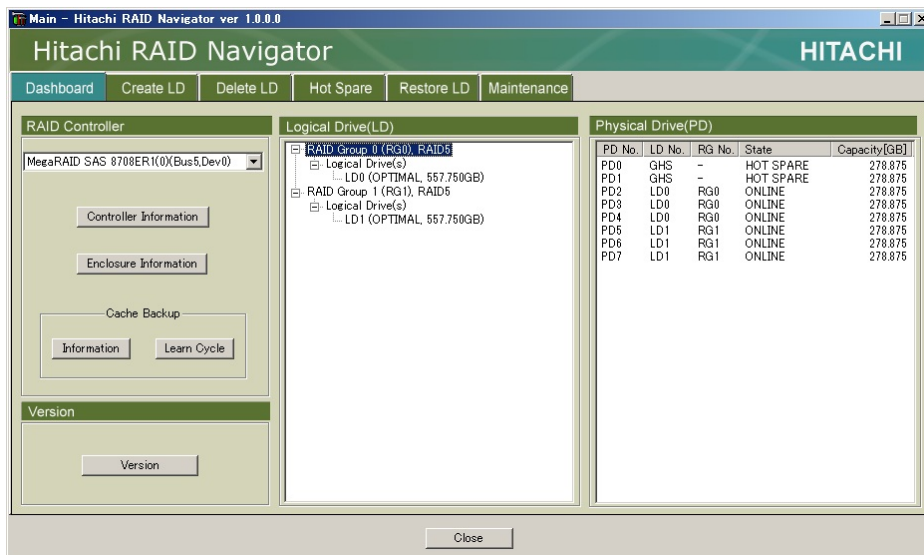 Main - Hitachi RAID Navigator ver 1.0.0.0
Hitachi RAID Navigator
HITACHI
Dashboard Create LD Delete LD Hot Spare Restore LD Maintenance
RAID Controller
MegaRAID SAS 8708ER1(0)(Bus5,Dev0)
Controller Information
Enclosure Information
Cache Backup
Information Learn Cycle
Version
Version
Logical Drive(LD)
RAID Group 0 (RG0), RAID5
Logical Drive(s)
LD0 (OPTIMAL, 557.750GB)
RAID Group 1 (RG1), RAID5
Logical Drive(s)
LD1 (OPTIMAL, 557.750GB)
Physical Drive(PD)
PD No. LD No. RG No. State Capacity[GB]
PD0 GHS - HOT SPARE 278.875
PD1 GHS - HOT SPARE 278.875
PD2 LD0 RG0 ONLINE 278.875
PD3 LD0 RG0 ONLINE 278.875
PD4 LD0 RG0 ONLINE 278.875
PD5 LD1 RG1 ONLINE 278.875
PD6 LD1 RG1 ONLINE 278.875
PD7 LD1 RG1 ONLINE 278.875
Close